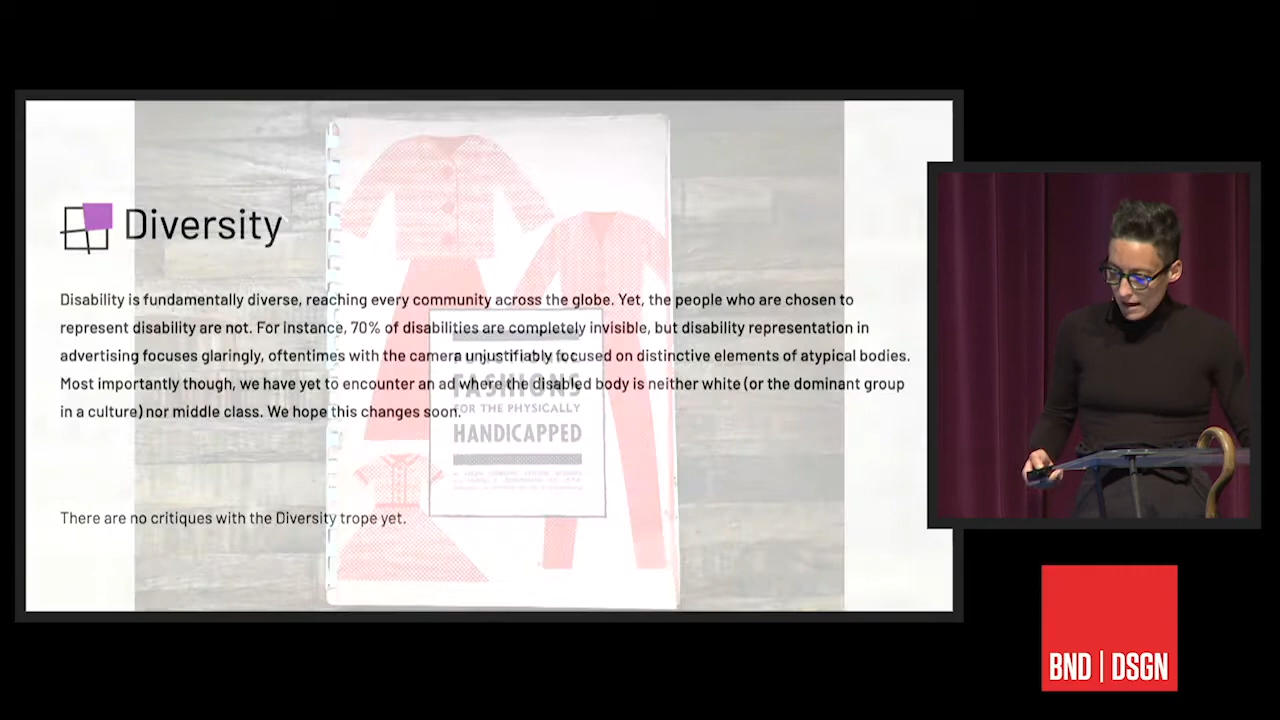 Diversity
Disability is fundamentally diverse, reaching every community across the globe. Yet, the people who are chosen to
represent disability are not. For instance, 70% of disabilities are completely invisible, but disability representation in
advertising focuses glaringly, oftentimes with the camera unjustifiably focused on distinctive elements of atypical bodies.
Most importantly though, we have yet to encounter an ad where the disabled body is neither white (or the dominant group
in a culture) nor middle class. We hope this changes soon.
FASHIONS
FOR THE PHYSICALLY
HANDICAPPED
There are no critiques with the Diversity trope yet.
BND | DSGN